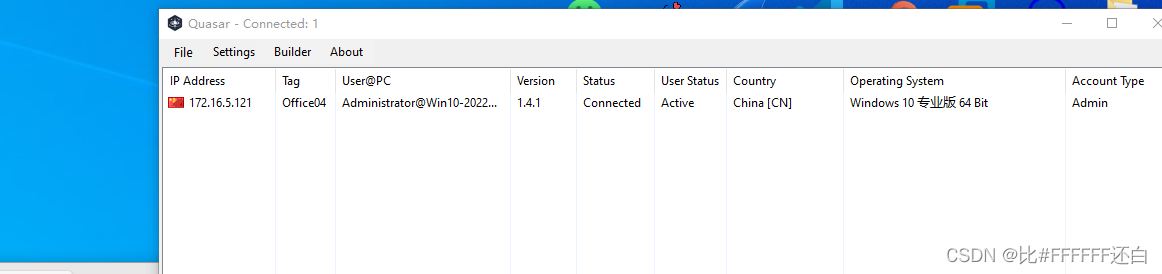 Quasar - Connected: 1
File Settings Builder About
IP Address Tag User@PC Version Status User Status Country Operating System Account Type
172.16.5.121 Office04 Administrator@Win10-2022... 1.4.1 Connected Active China [CN] Windows 10 专业版 64 Bit Admin
CSDN @比#FFFFFF还白